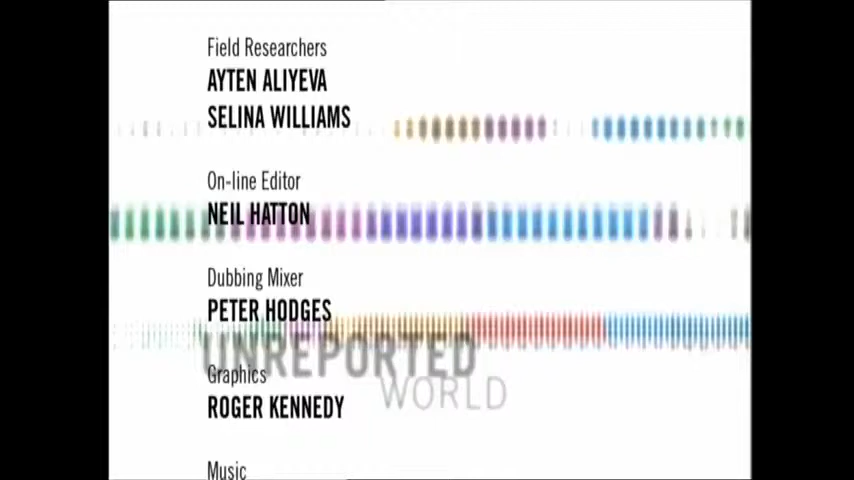 Field Researchers
AYTEN ALIYEVA
SELINA WILLIAMS
On-line Editor
NEIL HATTON
Dubbing Mixer
PETER HODGES
UNREPORTED
WORLD
Graphics
ROGER KENNEDY
Music